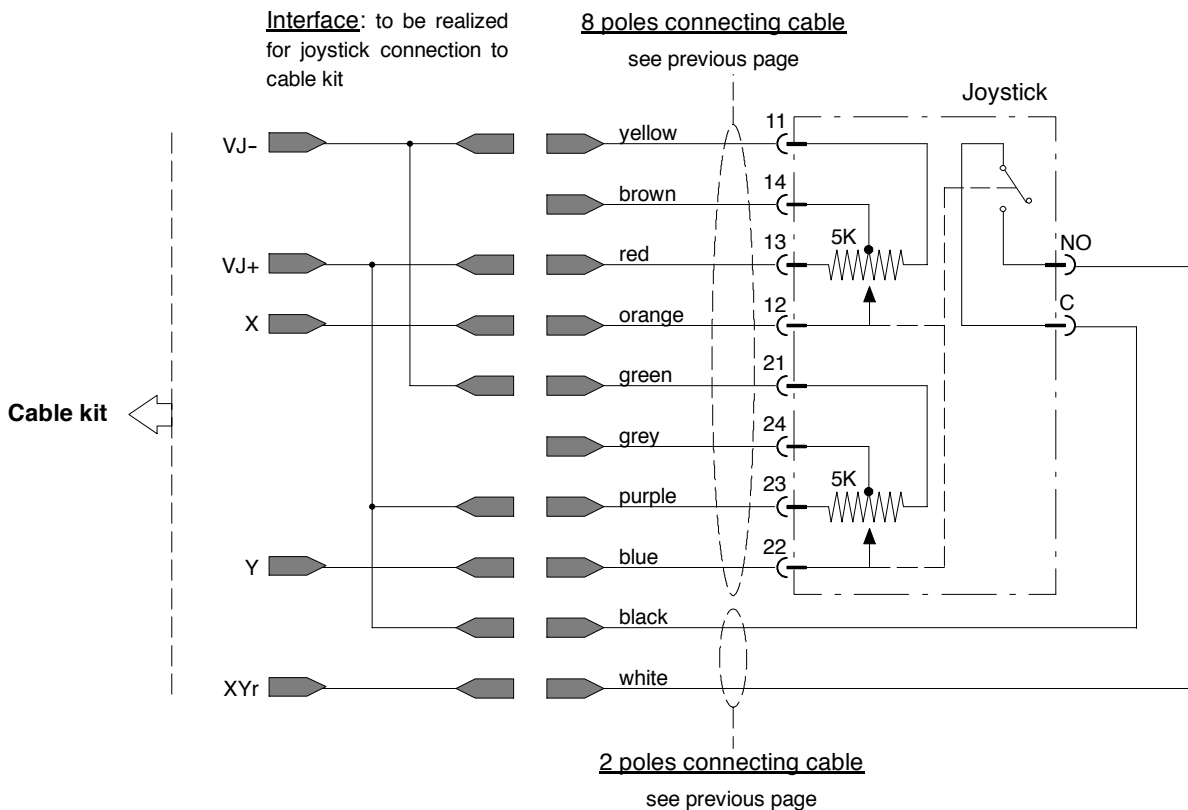 Interface: to be realized
for joystick connection to
cable kit
8 poles connecting cable
see previous page
Joystick
VJ-
yellow
11
brown
14
VJ+
red
13
5K
NO
X
orange
12
C
green
21
Cable kit
grey
24
purple
23
5K
Y
blue
22
black
XYr
white
2 poles connecting cable
see previous page